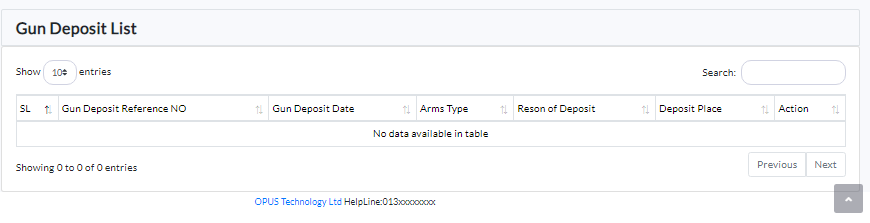 Gun Deposit List
Show 10 entries Search:
SL Gun Deposit Reference NO Gun Deposit Date Arms Type Reson of Deposit Deposit Place Action
No data available in table
Showing 0 to 0 of 0 entries Previous Next
OPUS Technology Ltd HelpLine:013xxxxxxxx